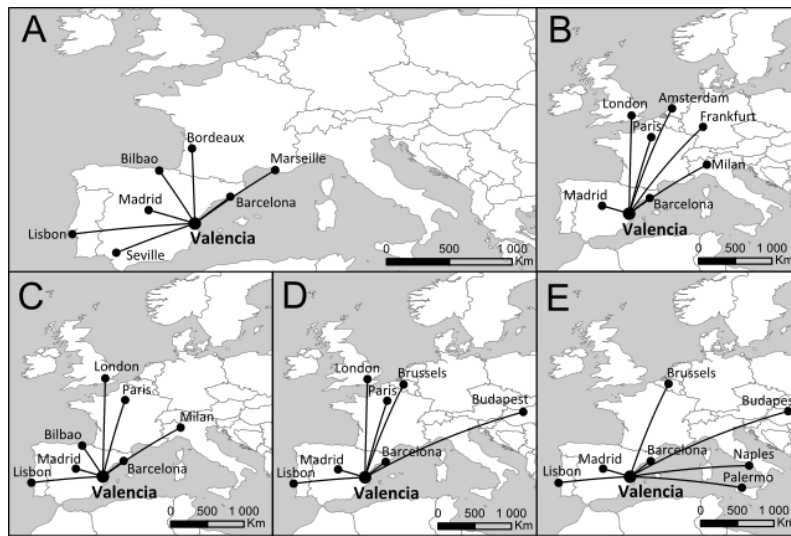 A
Bordeaux
Bilbao
Marseille
Madrid
Barcelona
Lisbon
Valencia
Seville
0 500 1 000
Km
B
London
Amsterdam
Paris
Frankfurt
Milan
Madrid
Barcelona
Valencia
0 500 1 000
Km
C
London
Paris
Milan
Bilbao
Madrid
Barcelona
Lisbon
Valencia
0 500 1 000
Km
D
London
Brussels
Paris
Budapest
Madrid
Barcelona
Lisbon
Valencia
0 500 1 000
Km
E
Brussels
Budapest
Barcelona
Madrid
Naples
Lisbon
Palermo
Valencia
0 500 1 000
Km